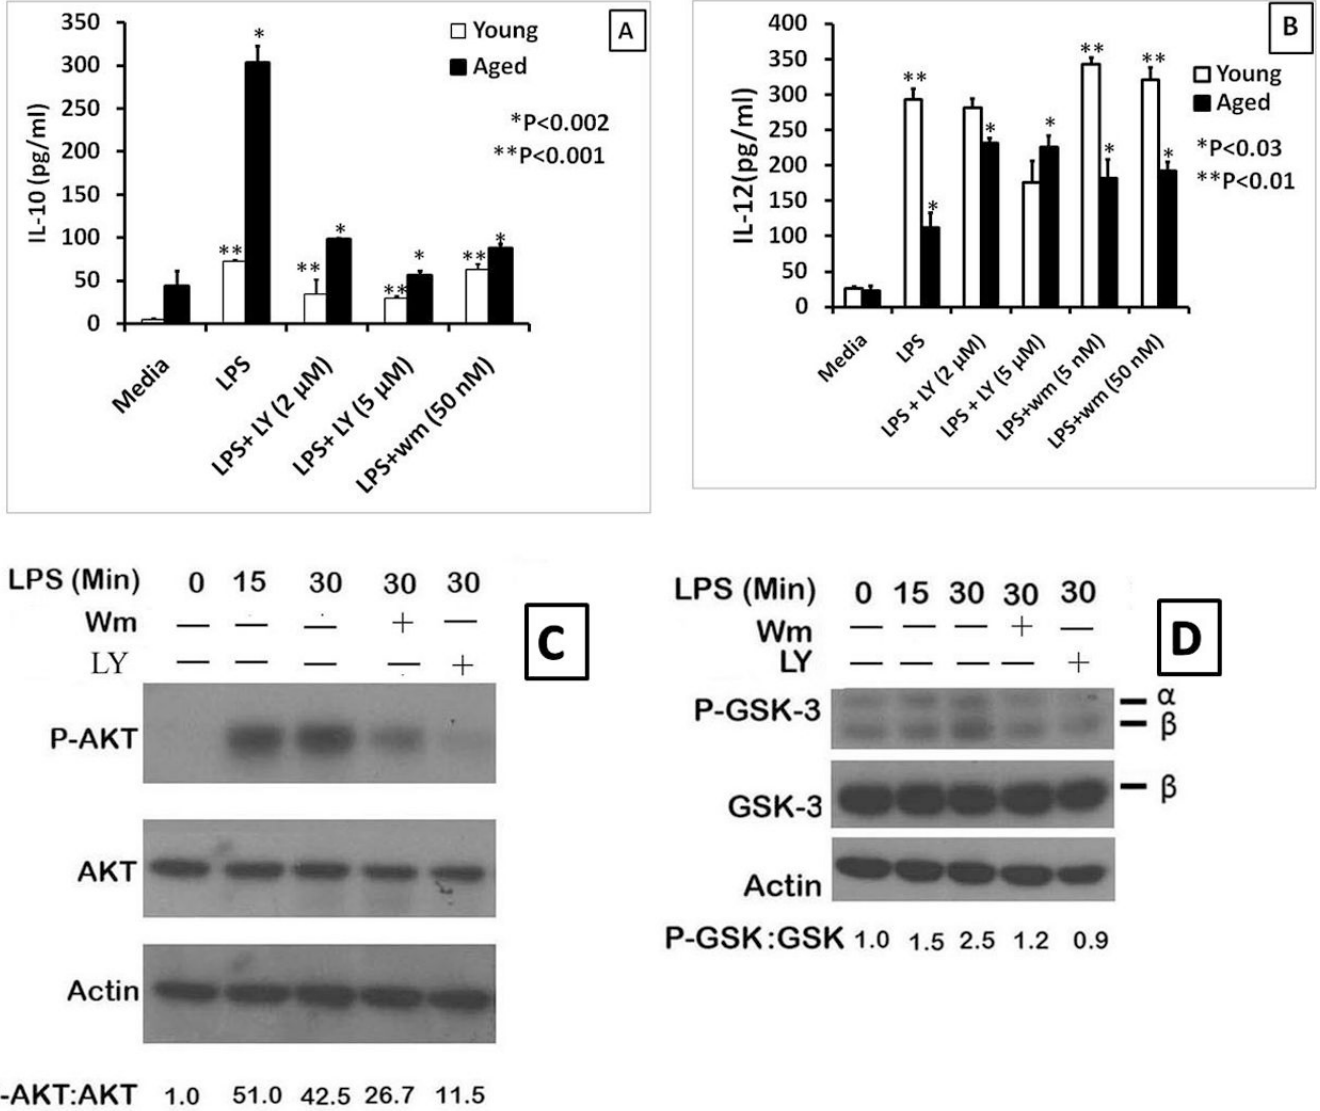 A
350
300
250
200
150
100
50
0
IL-10 (pg/ml)
Young
Aged
*P<0.002
**P<0.001
*
**
**
*
**
*
**
*
Media
LPS
LPS+ LY (2 µM)
LPS+ LY (5 µM)
LPS+wm (50 nM)
B
400
350
300
250
200
150
100
50
0
IL-12(pg/ml)
Young
Aged
*P<0.03
**P<0.01
**
*
*
*
**
*
**
*
Media
LPS
LPS + LY (2 µM)
LPS + LY (5 µM)
LPS+wm (5 nM)
LPS+wm (50 nM)
C
LPS (Min) 0 15 30 30 30
Wm — — — + —
LY — — — — +
P-AKT
AKT
Actin
-AKT:AKT 1.0 51.0 42.5 26.7 11.5
D
LPS (Min) 0 15 30 30 30
Wm — — — + —
LY — — — — +
P-GSK-3 — α
— β
GSK-3 — β
Actin
P-GSK:GSK 1.0 1.5 2.5 1.2 0.9